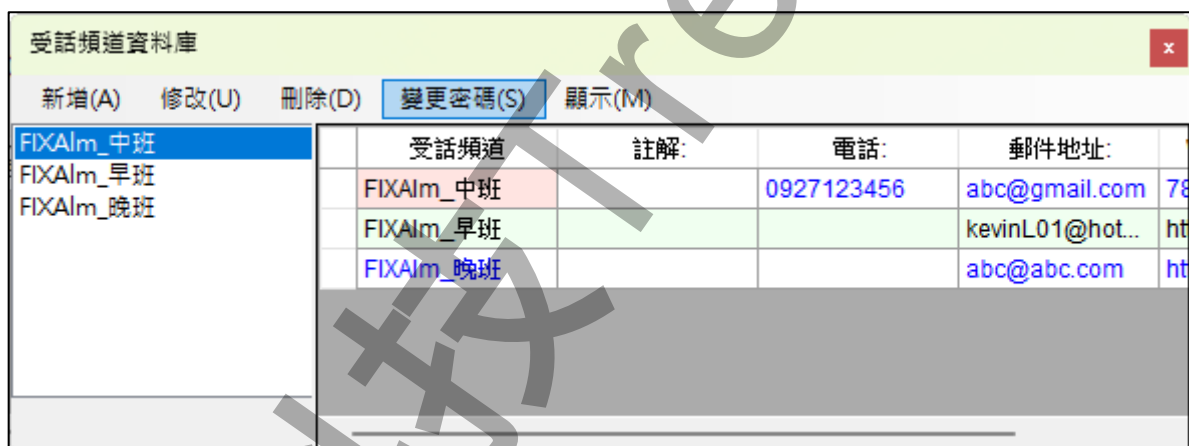 受話頻道資料庫
x
新增(A) 修改(U) 刪除(D) 變更密碼(S) 顯示(M)
FIXAlm_中班
FIXAlm_早班
FIXAlm_晚班
受話頻道 註解: 電話: 郵件地址:
FIXAlm_中班 0927123456 abc@gmail.com 78
FIXAlm_早班 kevinL01@hot... ht
FIXAlm_晚班 abc@abc.com ht
技Tre